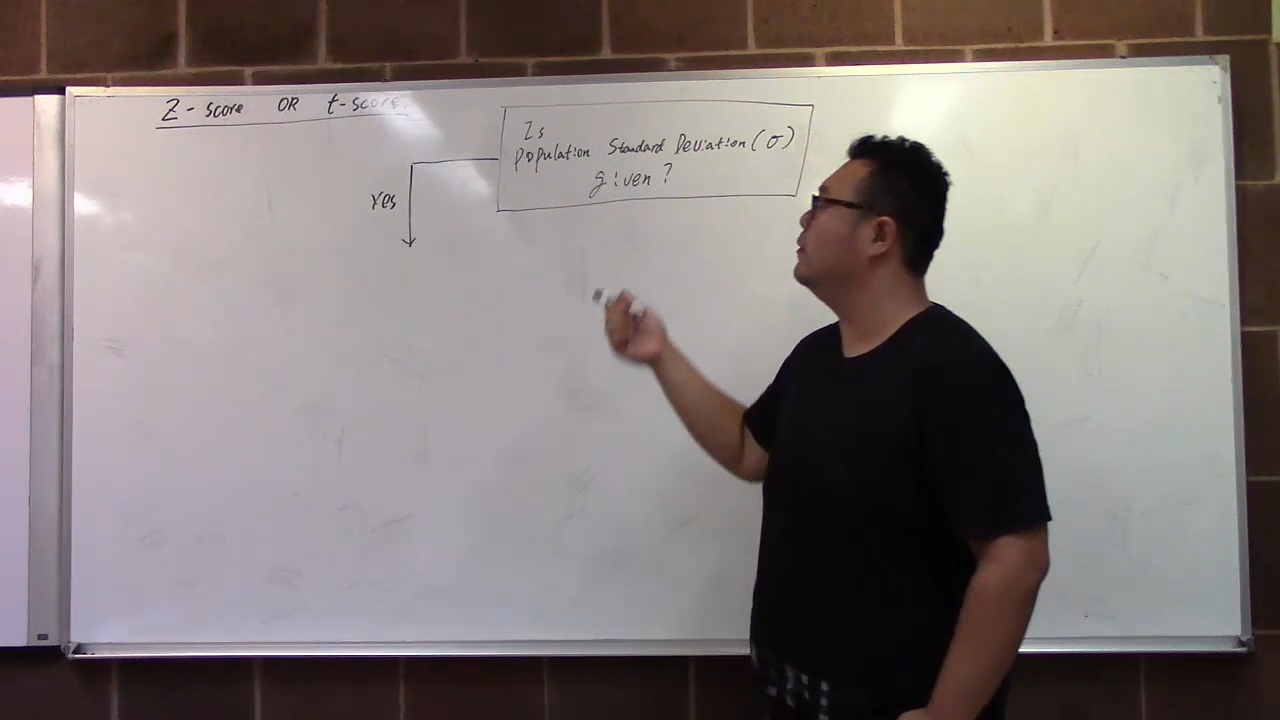 Z-score OR t-score.
Is
Population Standard Deviation (σ)
given?
Yes